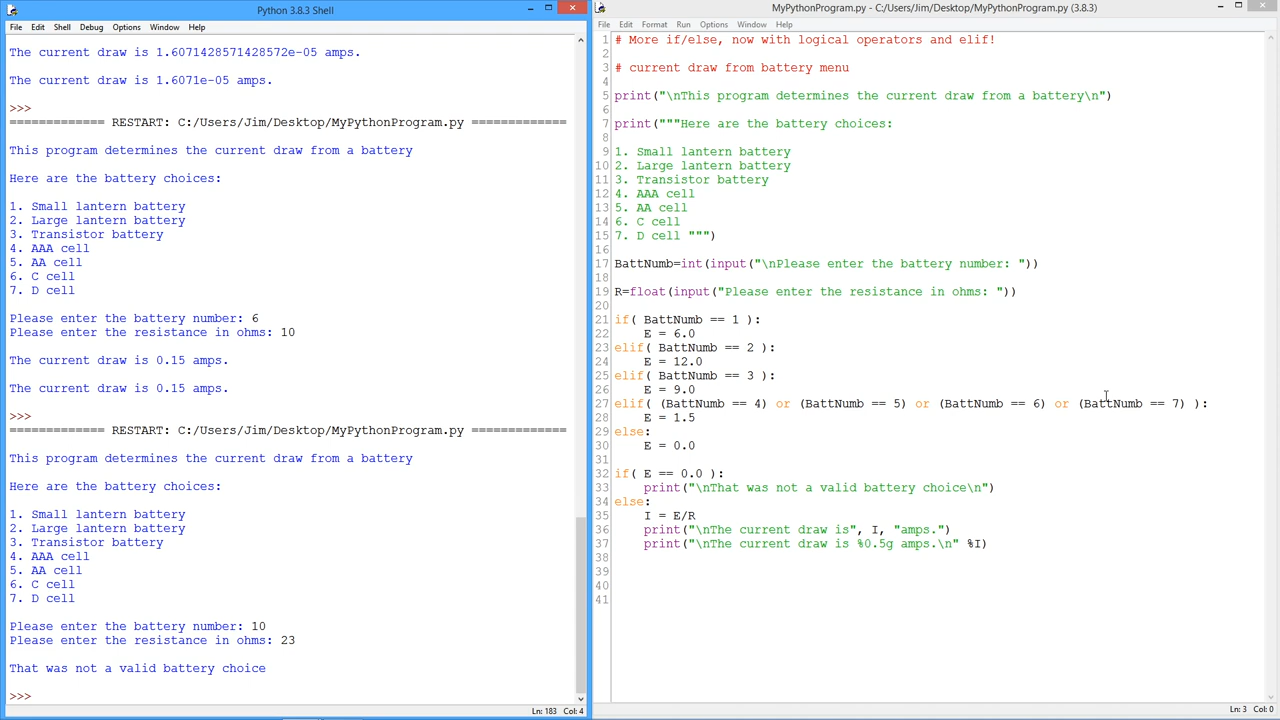 Python 3.8.3 Shell
File Edit Shell Debug Options Window Help
The current draw is 1.6071428571428572e-05 amps.
The current draw is 1.6071e-05 amps.
>>>
============= RESTART: C:/Users/Jim/Desktop/MyPythonProgram.py =============
This program determines the current draw from a battery
Here are the battery choices:
1. Small lantern battery
2. Large lantern battery
3. Transistor battery
4. AAA cell
5. AA cell
6. C cell
7. D cell
Please enter the battery number: 6
Please enter the resistance in ohms: 10
The current draw is 0.15 amps.
The current draw is 0.15 amps.
>>>
============= RESTART: C:/Users/Jim/Desktop/MyPythonProgram.py =============
This program determines the current draw from a battery
Here are the battery choices:
1. Small lantern battery
2. Large lantern battery
3. Transistor battery
4. AAA cell
5. AA cell
6. C cell
7. D cell
Please enter the battery number: 10
Please enter the resistance in ohms: 23
That was not a valid battery choice
>>>
Ln: 183 Col: 4
MyPythonProgram.py - C:/Users/Jim/Desktop/MyPythonProgram.py (3.8.3)
File Edit Format Run Options Window Help
1 # More if/else, now with logical operators and elif!
2
3 # current draw from battery menu
4
5 print("\nThis program determines the current draw from a battery\n")
6
7 print("""Here are the battery choices:
8
9 1. Small lantern battery
10 2. Large lantern battery
11 3. Transistor battery
12 4. AAA cell
13 5. AA cell
14 6. C cell
15 7. D cell """)
16
17 BattNumb=int(input("\nPlease enter the battery number: "))
18
19 R=float(input("Please enter the resistance in ohms: "))
20
21 if( BattNumb == 1 ):
22     E = 6.0
23 elif( BattNumb == 2 ):
24     E = 12.0
25 elif( BattNumb == 3 ):
26     E = 9.0
27 elif( (BattNumb == 4) or (BattNumb == 5) or (BattNumb == 6) or (BattNumb == 7) ):
28     E = 1.5
29 else:
30     E = 0.0
31
32 if( E == 0.0 ):
33     print("\nThat was not a valid battery choice\n")
34 else:
35     I = E/R
36     print("\nThe current draw is", I, "amps.")
37     print("\nThe current draw is %0.5g amps.\n" %I)
38
39
40
41
Ln: 3 Col: 0